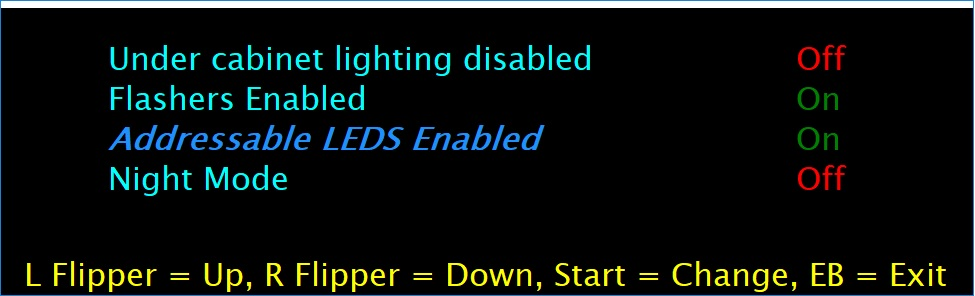 Under cabinet lighting disabled Off
Flashers Enabled On
Addressable LEDS Enabled On
Night Mode Off
L Flipper = Up, R Flipper = Down, Start = Change, EB = Exit